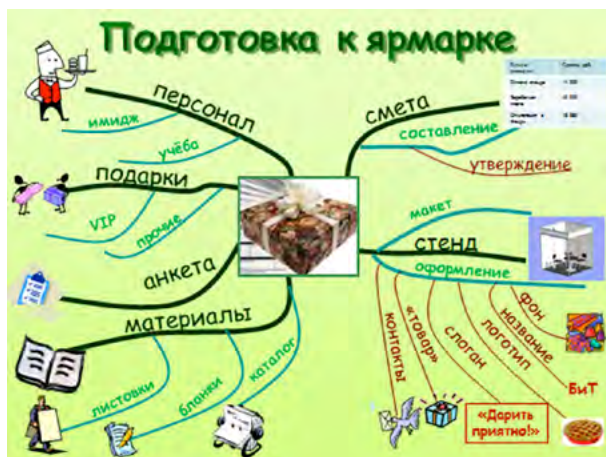 Подготовка к ярмарке
персонал
имидж
учёба
подарки
VIP
прочие
анкета
материалы
листовки
бланки
каталог
смета
составление
утверждение
макет
стенд
оформление
контакты
«товар»
слоган
логотип
название
фон
БиТ
«Дарить
приятно!»